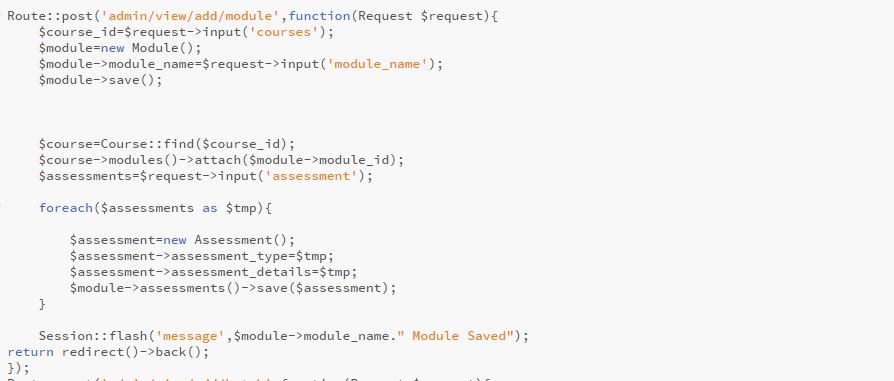 Route::post('admin/view/add/module',function(Request $request){
    $course_id=$request->input('courses');
    $module=new Module();
    $module->module_name=$request->input('module_name');
    $module->save();
    $course=Course::find($course_id);
    $course->modules()->attach($module->module_id);
    $assessments=$request->input('assessment');
    foreach($assessments as $tmp){
        $assessment=new Assessment();
        $assessment->assessment_type=$tmp;
        $assessment->assessment_details=$tmp;
        $module->assessments()->save($assessment);
    }
    Session::flash('message',$module->module_name." Module Saved");
return redirect()->back();
});